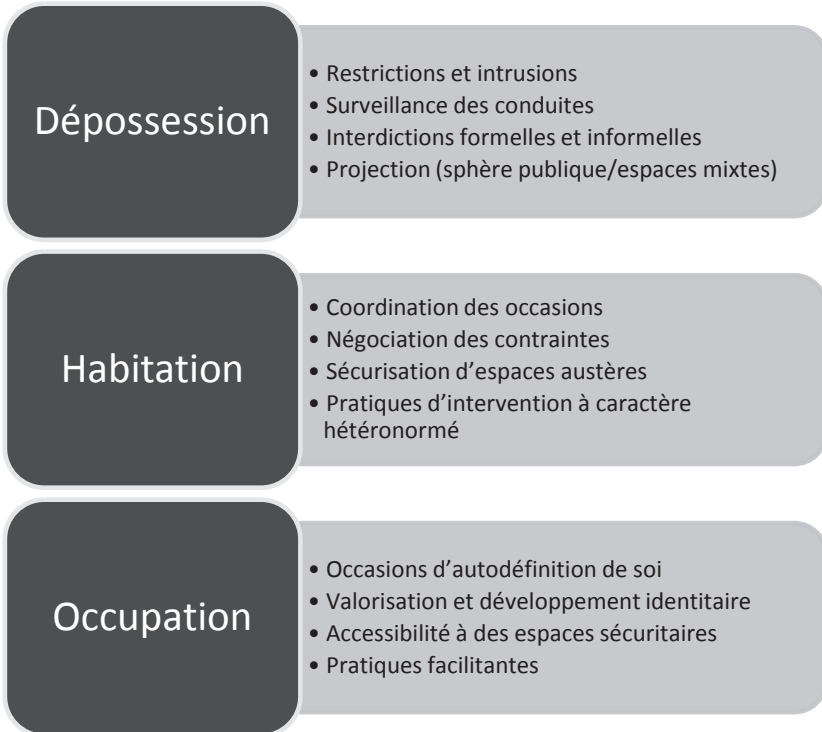 Dépossession
• Restrictions et intrusions
• Surveillance des conduites
• Interdictions formelles et informelles
• Projection (sphère publique/espaces mixtes)
Habitation
• Coordination des occasions
• Négociation des contraintes
• Sécurisation d’espaces austères
• Pratiques d’intervention à caractère
hétéronormé
Occupation
• Occasions d’autodéfinition de soi
• Valorisation et développement identitaire
• Accessibilité à des espaces sécuritaires
• Pratiques facilitantes